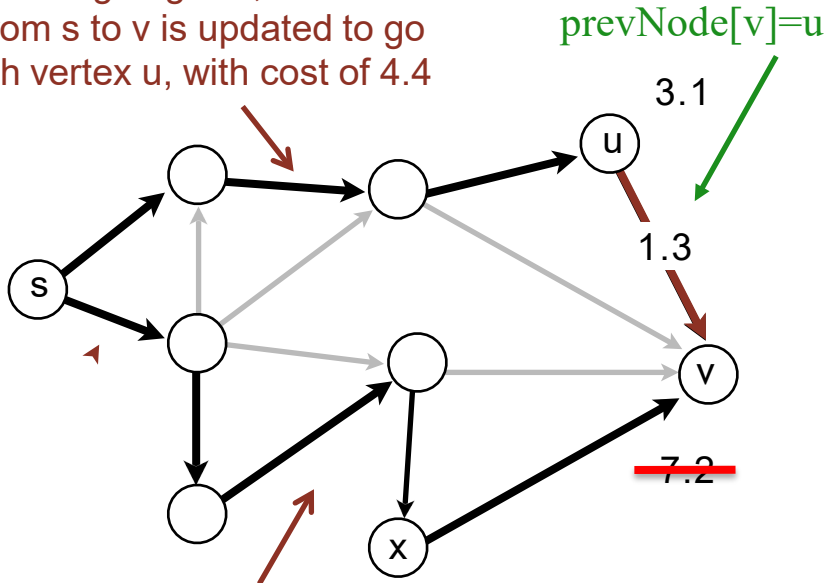 om s to v is updated to go
h vertex u, with cost of 4.4
prevNode[v]=u
3.1
u
1.3
s
v
7.2
x